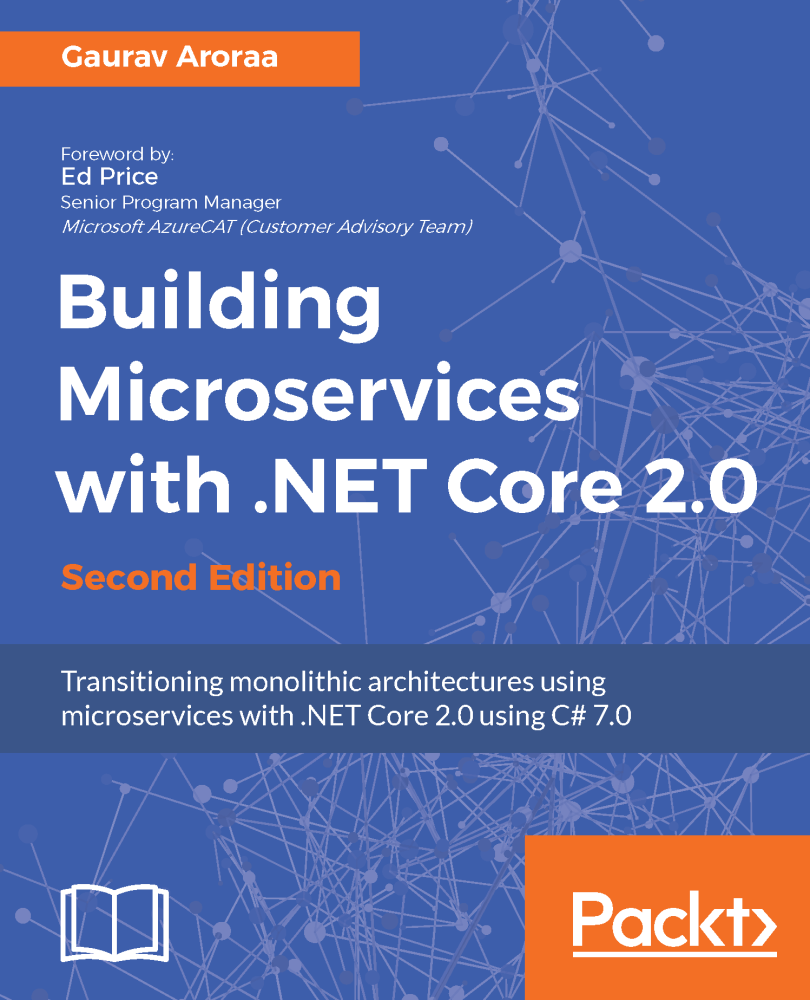 Gaurav Aroraa
Foreword by:
Ed Price
Senior Program Manager
Microsoft AzureCAT (Customer Advisory Team)
Building
Microservices
with .NET Core 2.0
Second Edition
Transitioning monolithic architectures using
microservices with .NET Core 2.0 using C# 7.0
Packt>